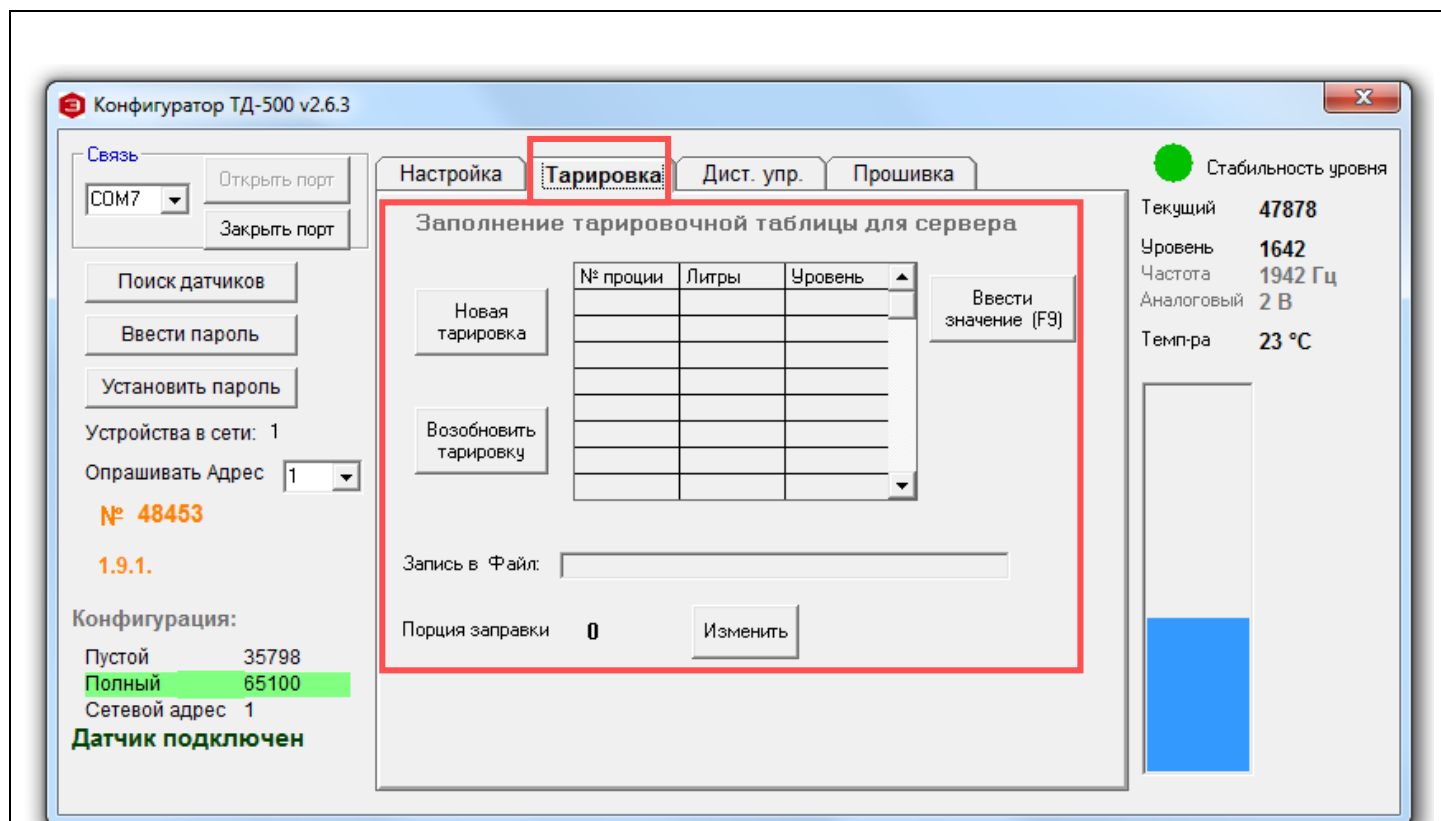 Конфигуратор ТД-500 v2.6.3
x
Связь
COM7
Открыть порт
Закрыть порт
Поиск датчиков
Ввести пароль
Установить пароль
Устройства в сети: 1
Опрашивать Адрес 1
№ 48453
1.9.1.
Конфигурация:
Пустой 35798
Полный 65100
Сетевой адрес 1
Датчик подключен
Настройка Тарировка Дист. упр. Прошивка
Заполнение тарировочной таблицы для сервера
Новая
тарировка
Возобновить
тарировку
№ проции Литры Уровень
Ввести
значение (F9)
Запись в Файл:
Порция заправки 0 Изменить
Стабильность уровня
Текущий 47878
Уровень 1642
Частота 1942 Гц
Аналоговый 2 В
Темп-ра 23 °C